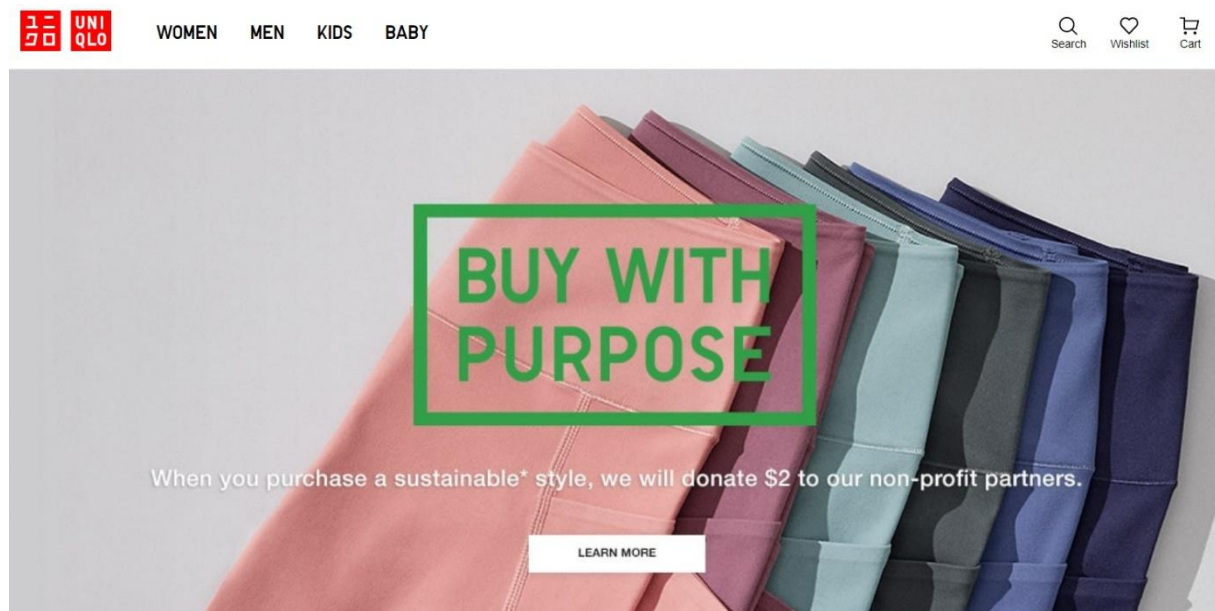 ユニ
クロ
UNI
QLO
WOMEN MEN KIDS BABY
Search Wishlist Cart
BUY WITH
PURPOSE
When you purchase a sustainable* style, we will donate $2 to our non-profit partners.
LEARN MORE